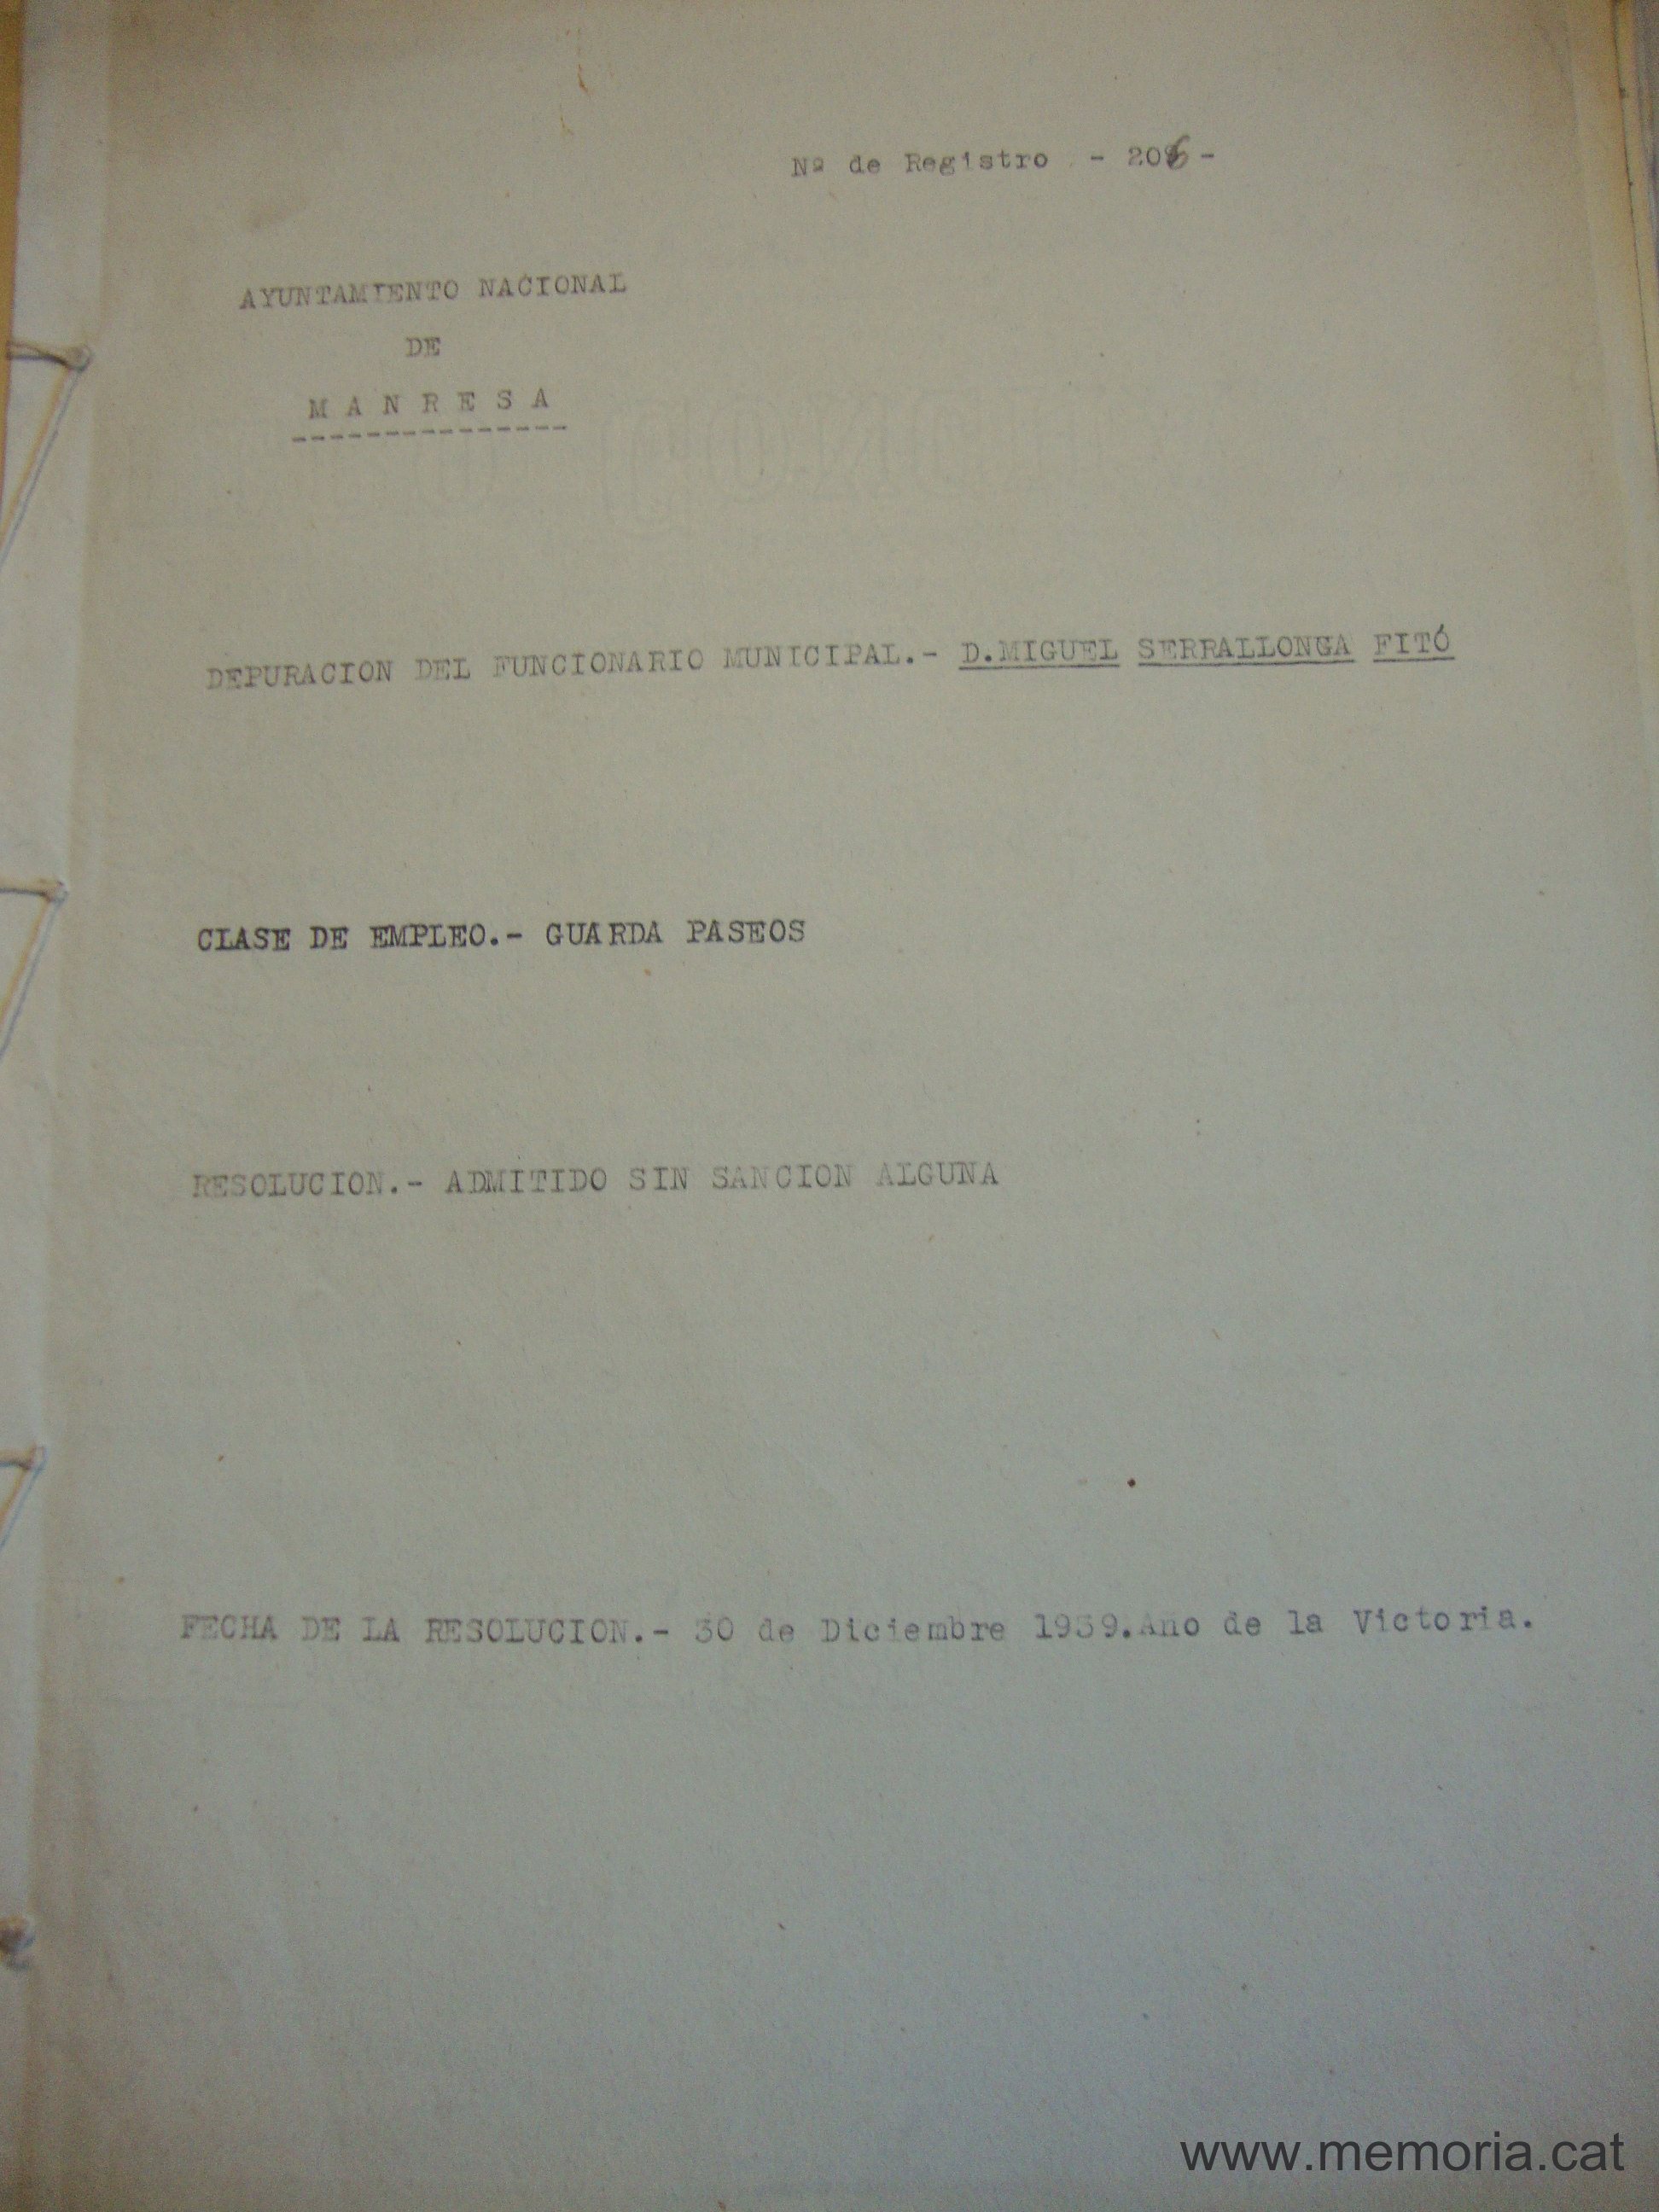 Nº de Registro - 206 -
AYUNTAMIENTO NACIONAL
DE
M A N R E S A
---------------
DEPURACION DEL FUNCIONARIO MUNICIPAL.- D.MIGUEL SERRALLONGA FITÓ
CLASE DE EMPLEO.- GUARDA PASEOS
RESOLUCION.- ADMITIDO SIN SANCION ALGUNA
FECHA DE LA RESOLUCION.- 30 de Diciembre 1939.Año de la Victoria.
www.memoria.cat